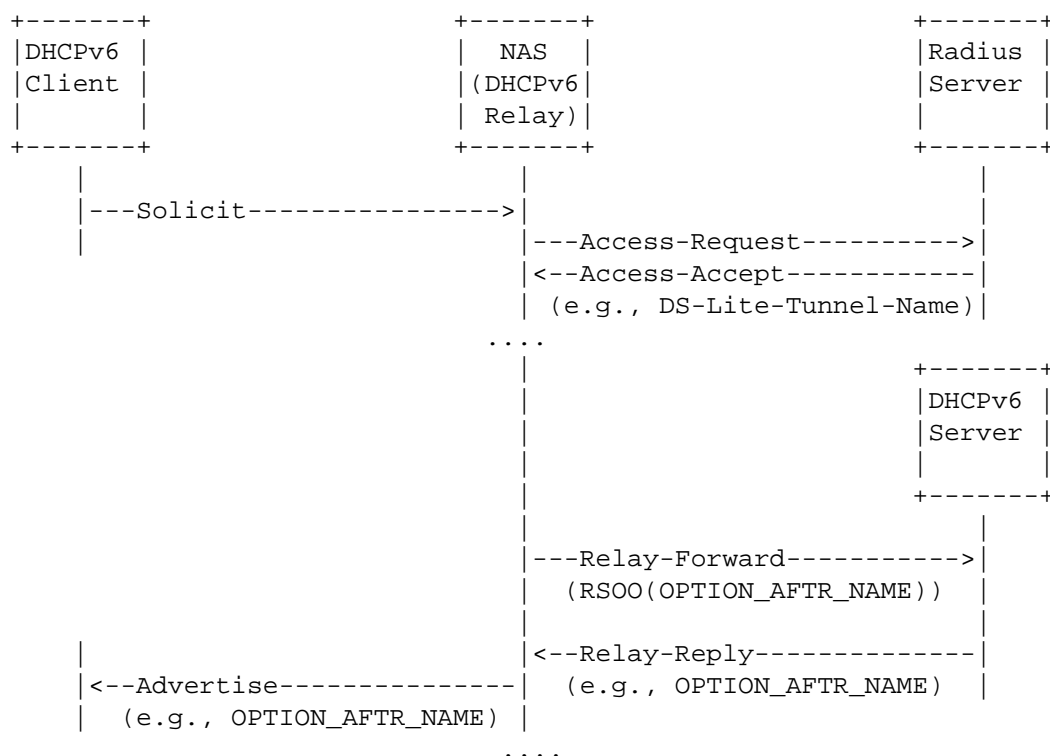 DHCPv6 Client
NAS (DHCPv6 Relay)
Radius Server
---Solicit---------------->
---Access-Request---------->
<--Access-Accept------------
(e.g., DS-Lite-Tunnel-Name)
....
DHCPv6 Server
---Relay-Forward----------->
(RSOO(OPTION_AFTR_NAME))
<--Relay-Reply--------------
<--Advertise---------------
(e.g., OPTION_AFTR_NAME)
(e.g., OPTION_AFTR_NAME)
....